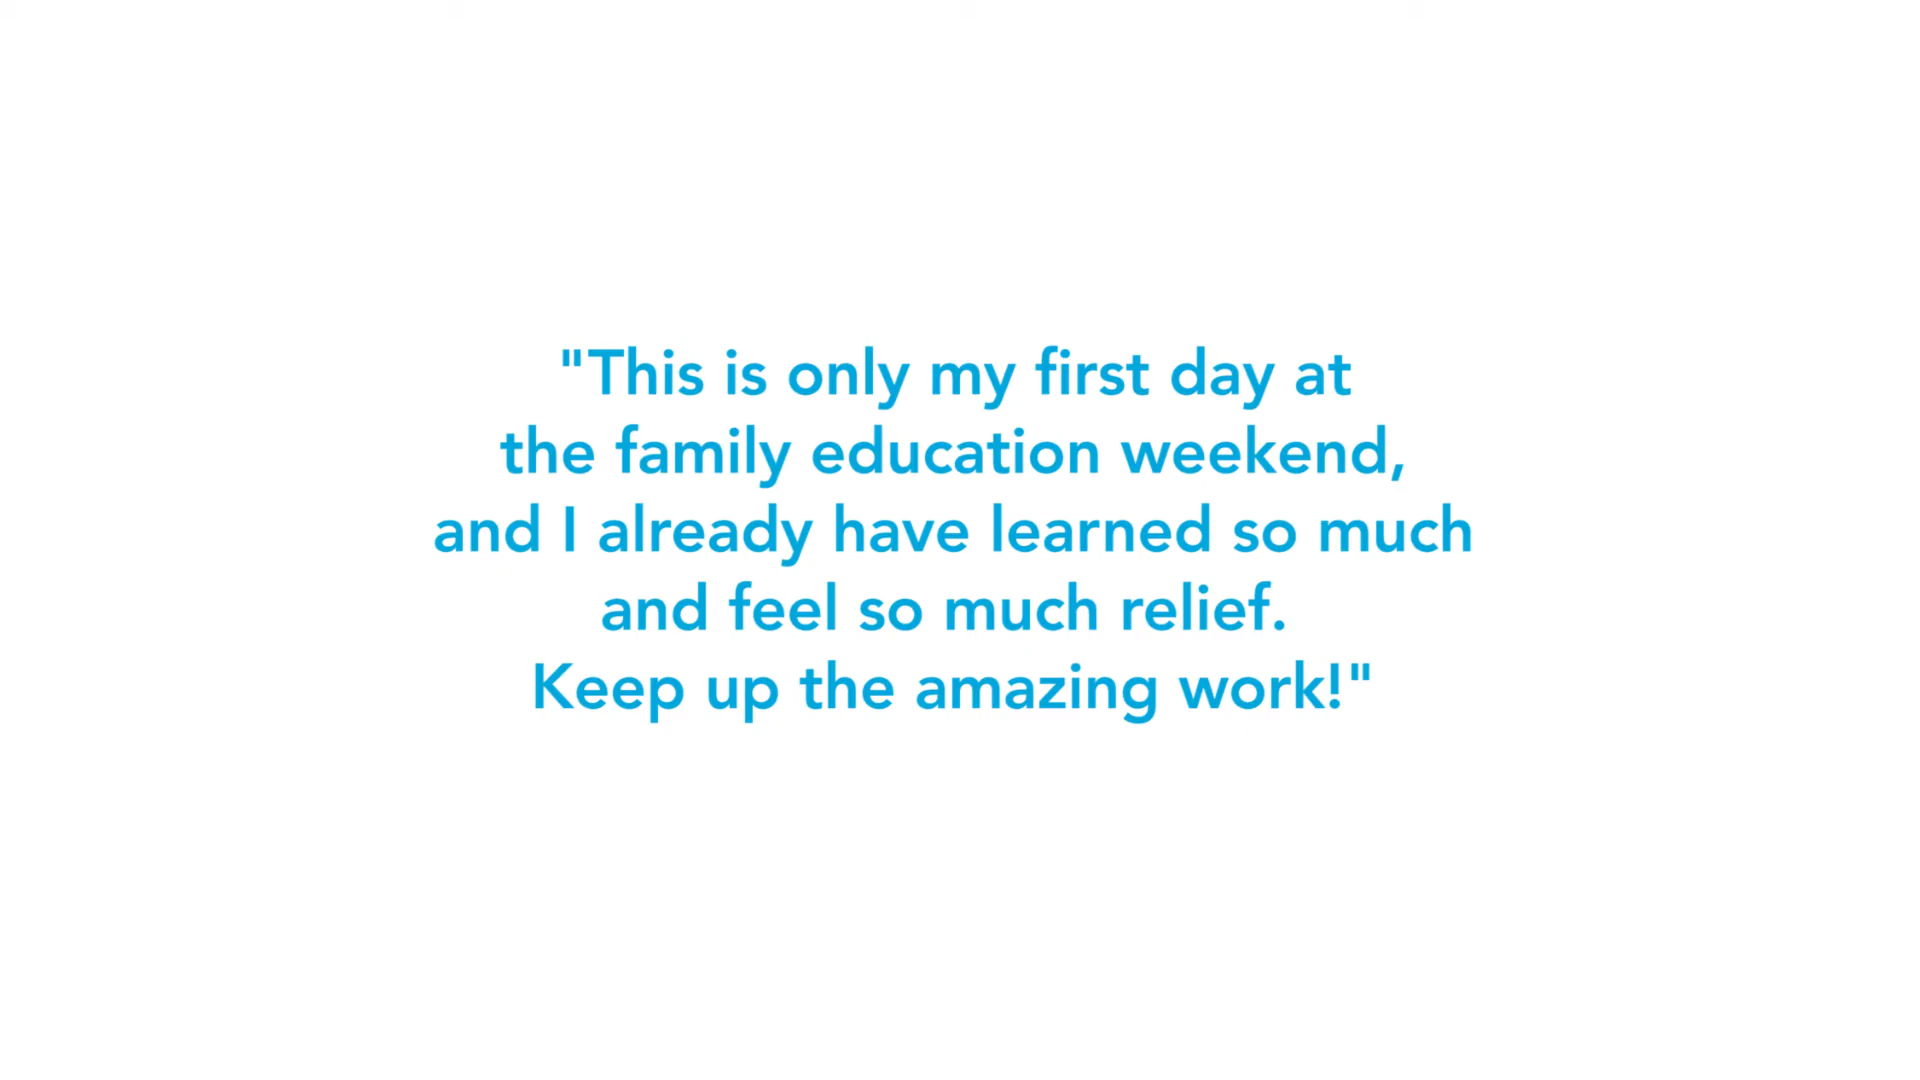 "This is only my first day at
the family education weekend,
and I already have learned so much
and feel so much relief.
Keep up the amazing work!"